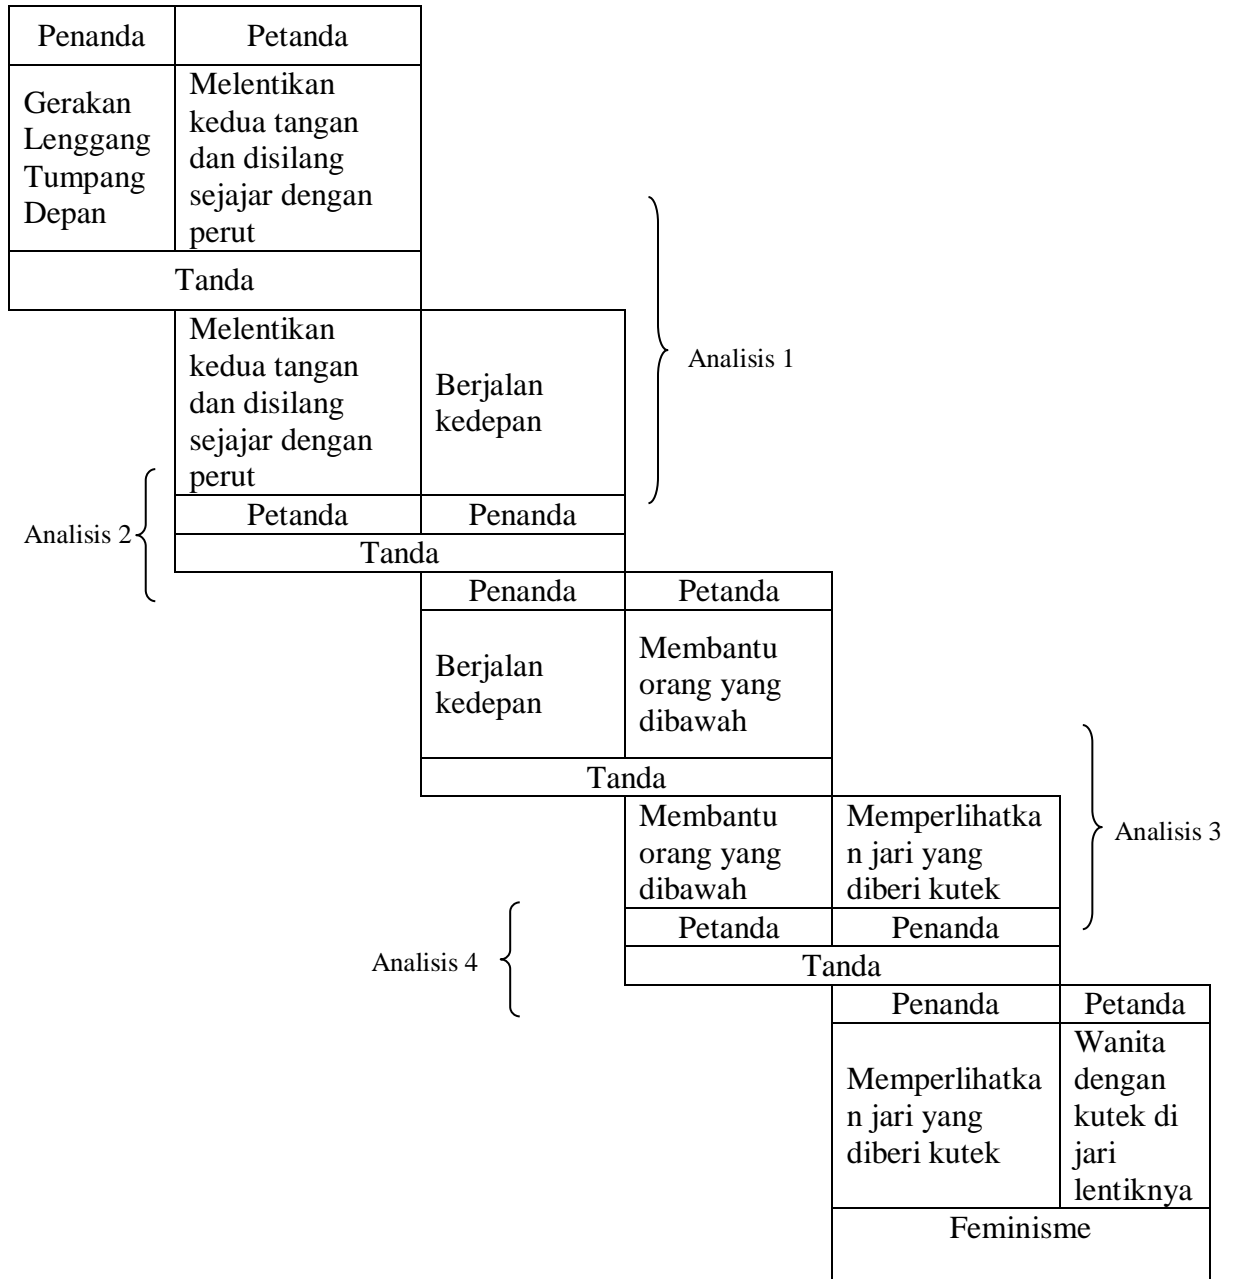 Penanda
Petanda
Gerakan
Lenggang
Tumpang
Depan
Melentikan
kedua tangan
dan disilang
sejajar dengan
perut
Tanda
Melentikan
kedua tangan
dan disilang
sejajar dengan
perut
Berjalan
kedepan
Analisis 1
Petanda
Penanda
Analisis 2
Tanda
Penanda
Petanda
Berjalan
kedepan
Membantu
orang yang
dibawah
Tanda
Membantu
orang yang
dibawah
Memperlihatka
n jari yang
diberi kutek
Analisis 3
Petanda
Penanda
Analisis 4
Tanda
Penanda
Petanda
Memperlihatka
n jari yang
diberi kutek
Wanita
dengan
kutek di
jari
lentiknya
Feminisme